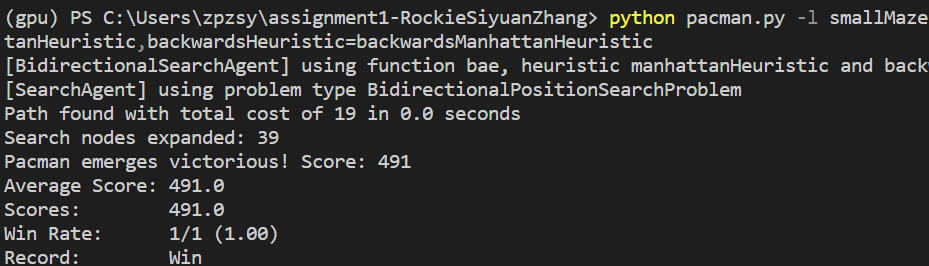 (gpu) PS C:\Users\zpzsy\assignment1-RockieSiyuanZhang> python pacman.py -l smallMaze
tanHeuristic,backwardsHeuristic=backwardsManhattanHeuristic
[BidirectionalSearchAgent] using function bae, heuristic manhattanHeuristic and back
[SearchAgent] using problem type BidirectionalPositionSearchProblem
Path found with total cost of 19 in 0.0 seconds
Search nodes expanded: 39
Pacman emerges victorious! Score: 491
Average Score: 491.0
Scores:        491.0
Win Rate:      1/1 (1.00)
Record:        Win